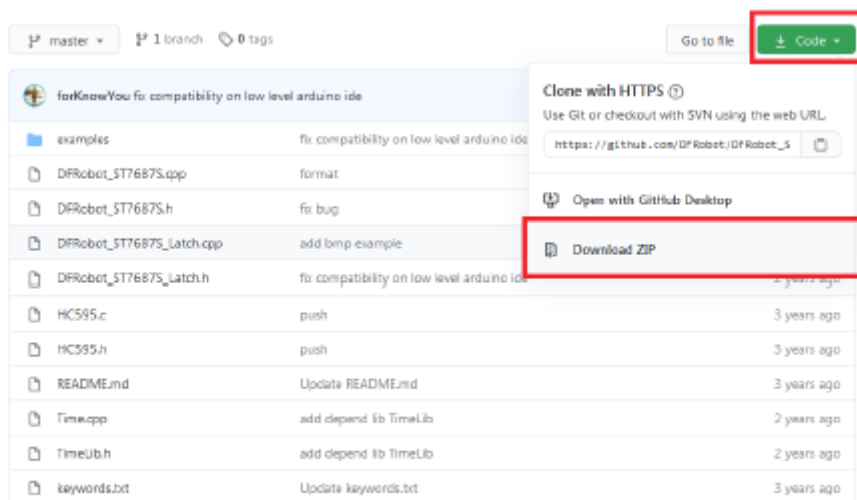 master
1 branch
0 tags
Go to file
Code
forKnowYou fix: compatibility on low level arduino ide
Clone with HTTPS
Use Git or checkout with SVN using the web URL.
https://github.com/DFRobot/DFRobot_S
Open with GitHub Desktop
Download ZIP
examples fix: compatibility on low level arduino ide
DFRobot_ST7687S.cpp format
DFRobot_ST7687S.h fix: bug
DFRobot_ST7687S_Latch.cpp add bmp example
DFRobot_ST7687S_Latch.h fix: compatibility on low level arduino ide 2 years ago
HC595.c push 3 years ago
HC595.h push 3 years ago
README.md Update README.md 3 years ago
Time.cpp add depend lib TimeLib 2 years ago
TimeLib.h add depend lib TimeLib 2 years ago
keywords.txt Update keywords.txt 3 years ago